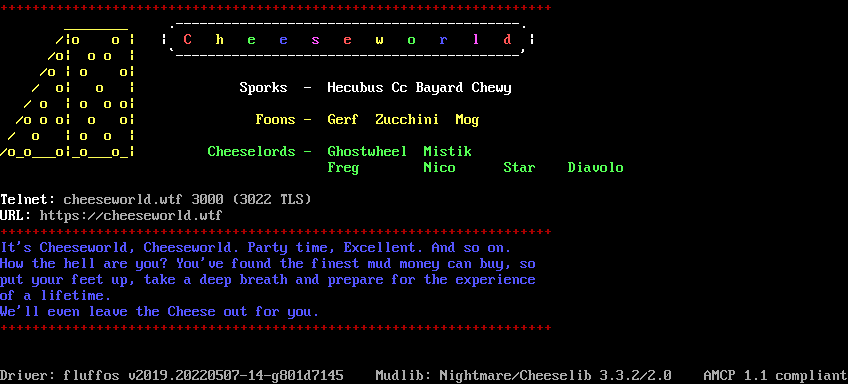 C h e e s e w o r l d
Sporks - Hecubus Cc Bayard Chewy
Foons - Gerf Zucchini Mog
Cheeselords - Ghostwheel Mistik
Freg Nico Star Diavolo
Telnet: cheeseworld.wtf 3000 (3022 TLS)
URL: https://cheeseworld.wtf
It's Cheeseworld, Cheeseworld. Party time, Excellent. And so on.
How the hell are you? You've found the finest mud money can buy, so
put your feet up, take a deep breath and prepare for the experience
of a lifetime.
We'll even leave the Cheese out for you.
Driver: fluffos v2019.20220507-14-g801d7145 Mudlib: Nightmare/Cheeselib 3.3.2/2.0 AMCP 1.1 compliant